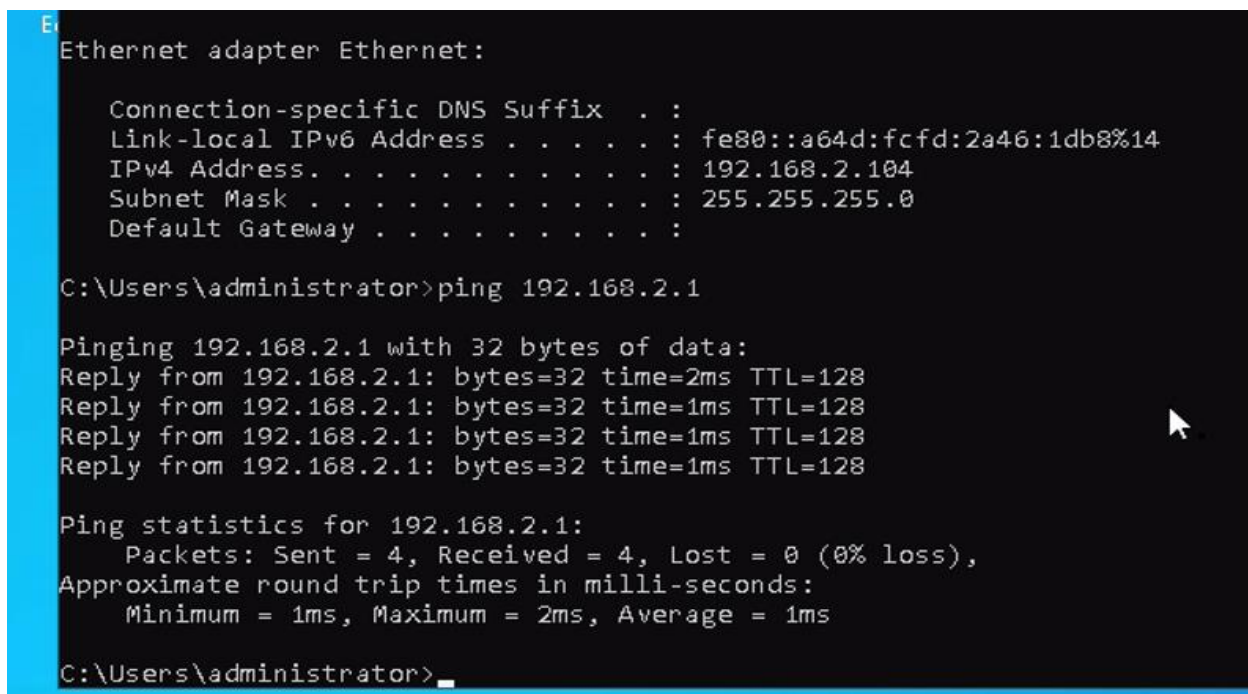 Ethernet adapter Ethernet:
Connection-specific DNS Suffix . :
Link-local IPv6 Address . . . . . : fe80::a64d:fcfd:2a46:1db8%14
IPv4 Address. . . . . . . . . . . : 192.168.2.104
Subnet Mask . . . . . . . . . . . : 255.255.255.0
Default Gateway . . . . . . . . . :
C:\Users\administrator>ping 192.168.2.1
Pinging 192.168.2.1 with 32 bytes of data:
Reply from 192.168.2.1: bytes=32 time=2ms TTL=128
Reply from 192.168.2.1: bytes=32 time=1ms TTL=128
Reply from 192.168.2.1: bytes=32 time=1ms TTL=128
Reply from 192.168.2.1: bytes=32 time=1ms TTL=128
Ping statistics for 192.168.2.1:
Packets: Sent = 4, Received = 4, Lost = 0 (0% loss),
Approximate round trip times in milli-seconds:
Minimum = 1ms, Maximum = 2ms, Average = 1ms
C:\Users\administrator>